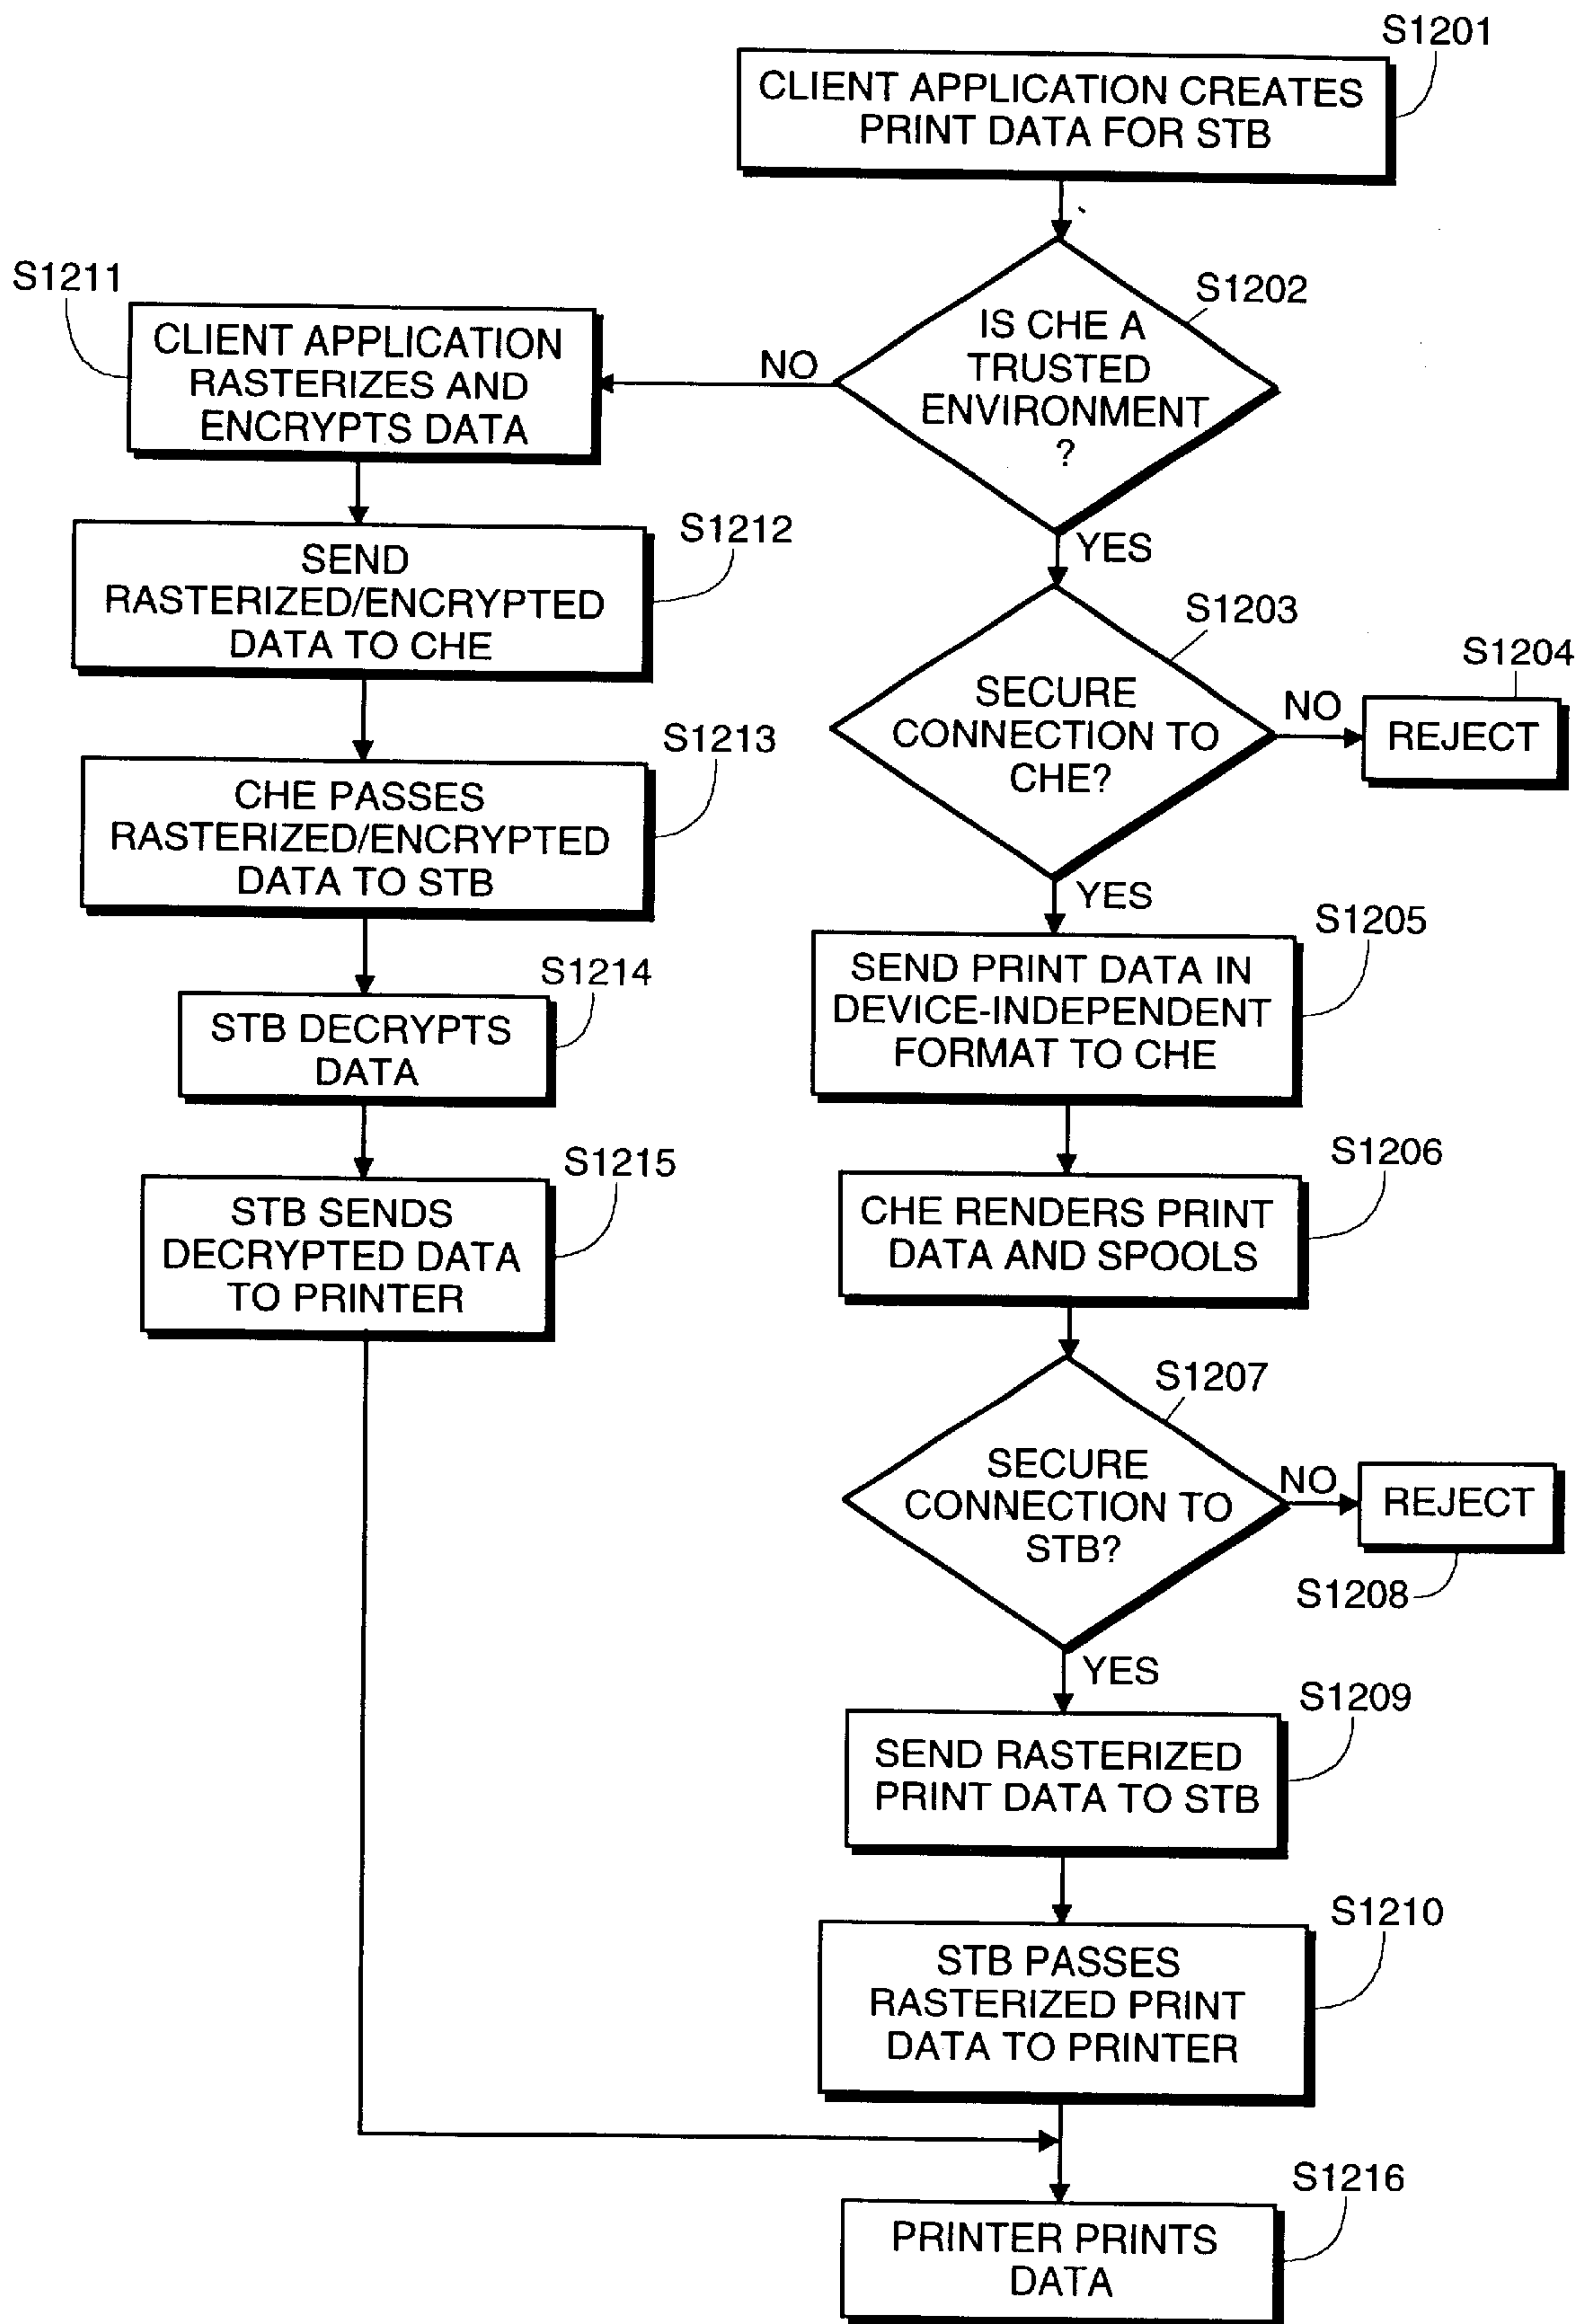 S1201
CLIENT APPLICATION CREATES
PRINT DATA FOR STB
S1202
IS CHE A
TRUSTED
ENVIRONMENT
?
NO
YES
S1211
CLIENT APPLICATION
RASTERIZES AND
ENCRYPTS DATA
S1212
SEND
RASTERIZED/ENCRYPTED
DATA TO CHE
S1213
CHE PASSES
RASTERIZED/ENCRYPTED
DATA TO STB
S1214
STB DECRYPTS
DATA
S1215
STB SENDS
DECRYPTED DATA
TO PRINTER
S1203
SECURE
CONNECTION TO
CHE?
NO
S1204
REJECT
YES
S1205
SEND PRINT DATA IN
DEVICE-INDEPENDENT
FORMAT TO CHE
S1206
CHE RENDERS PRINT
DATA AND SPOOLS
S1207
SECURE
CONNECTION TO
STB?
NO
REJECT
S1208
YES
S1209
SEND RASTERIZED
PRINT DATA TO STB
S1210
STB PASSES
RASTERIZED PRINT
DATA TO PRINTER
S1216
PRINTER PRINTS
DATA